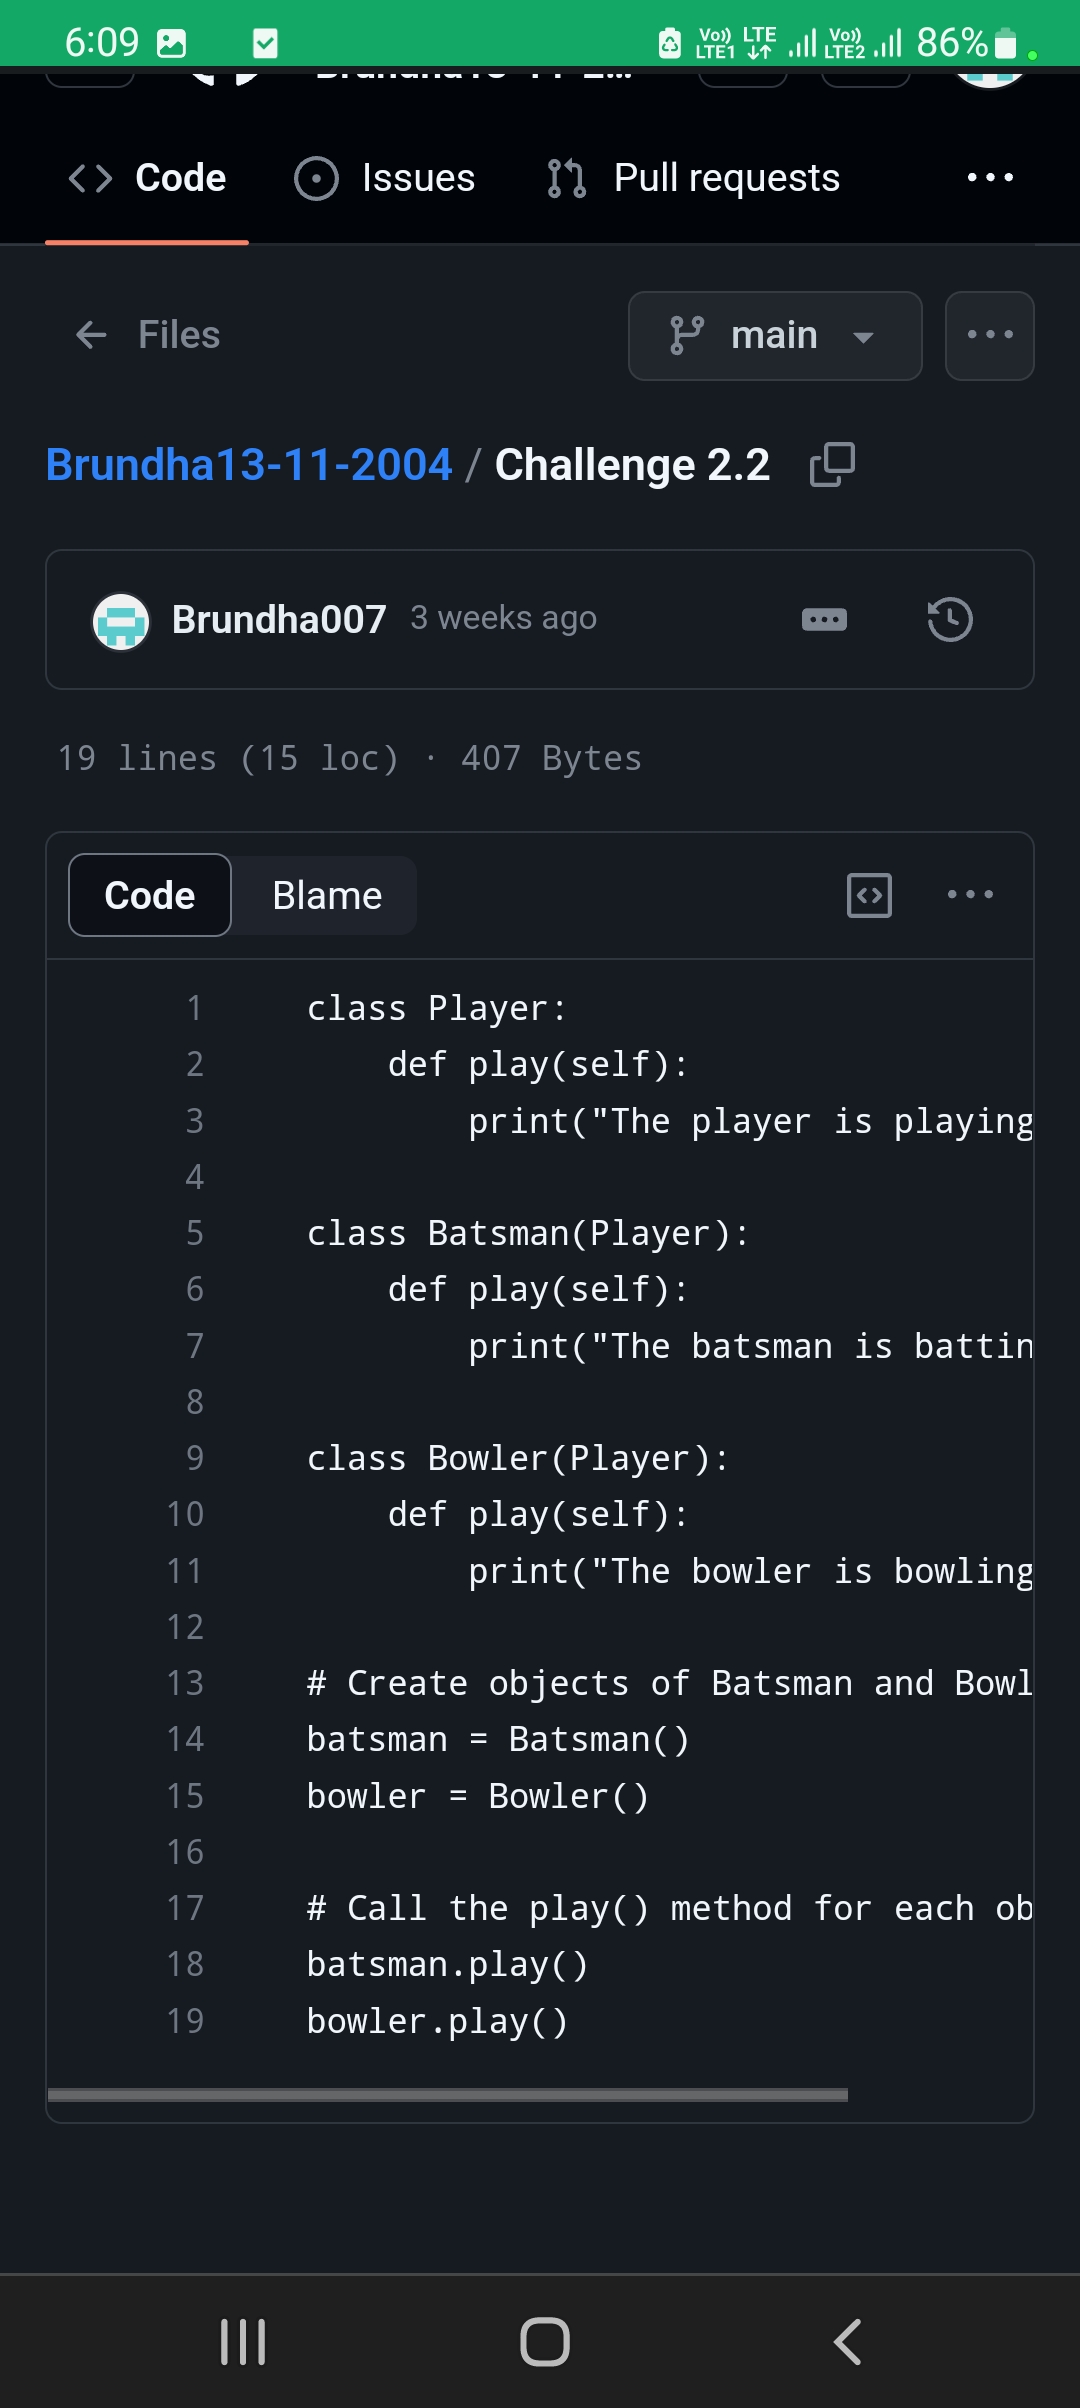 6:09 Vo)) LTE1 LTE Vo)) LTE2 86%
Code Issues Pull requests
Files main
Brundha13-11-2004 / Challenge 2.2
Brundha007 3 weeks ago
19 lines (15 loc) · 407 Bytes
Code Blame
1 class Player:
2     def play(self):
3         print("The player is playing
4
5 class Batsman(Player):
6     def play(self):
7         print("The batsman is battin
8
9 class Bowler(Player):
10     def play(self):
11         print("The bowler is bowling
12
13 # Create objects of Batsman and Bowl
14 batsman = Batsman()
15 bowler = Bowler()
16
17 # Call the play() method for each ob
18 batsman.play()
19 bowler.play()